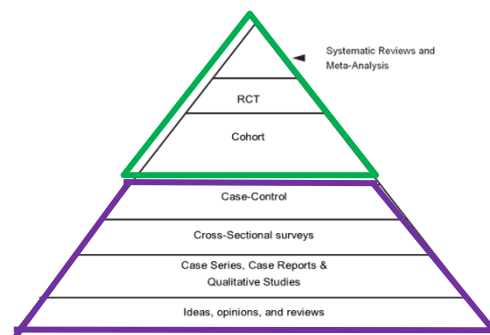 Systematic Reviews and
Meta-Analysis
RCT
Cohort
Case-Control
Cross-Sectional surveys
Case Series, Case Reports &
Qualitative Studies
Ideas, opinions, and reviews